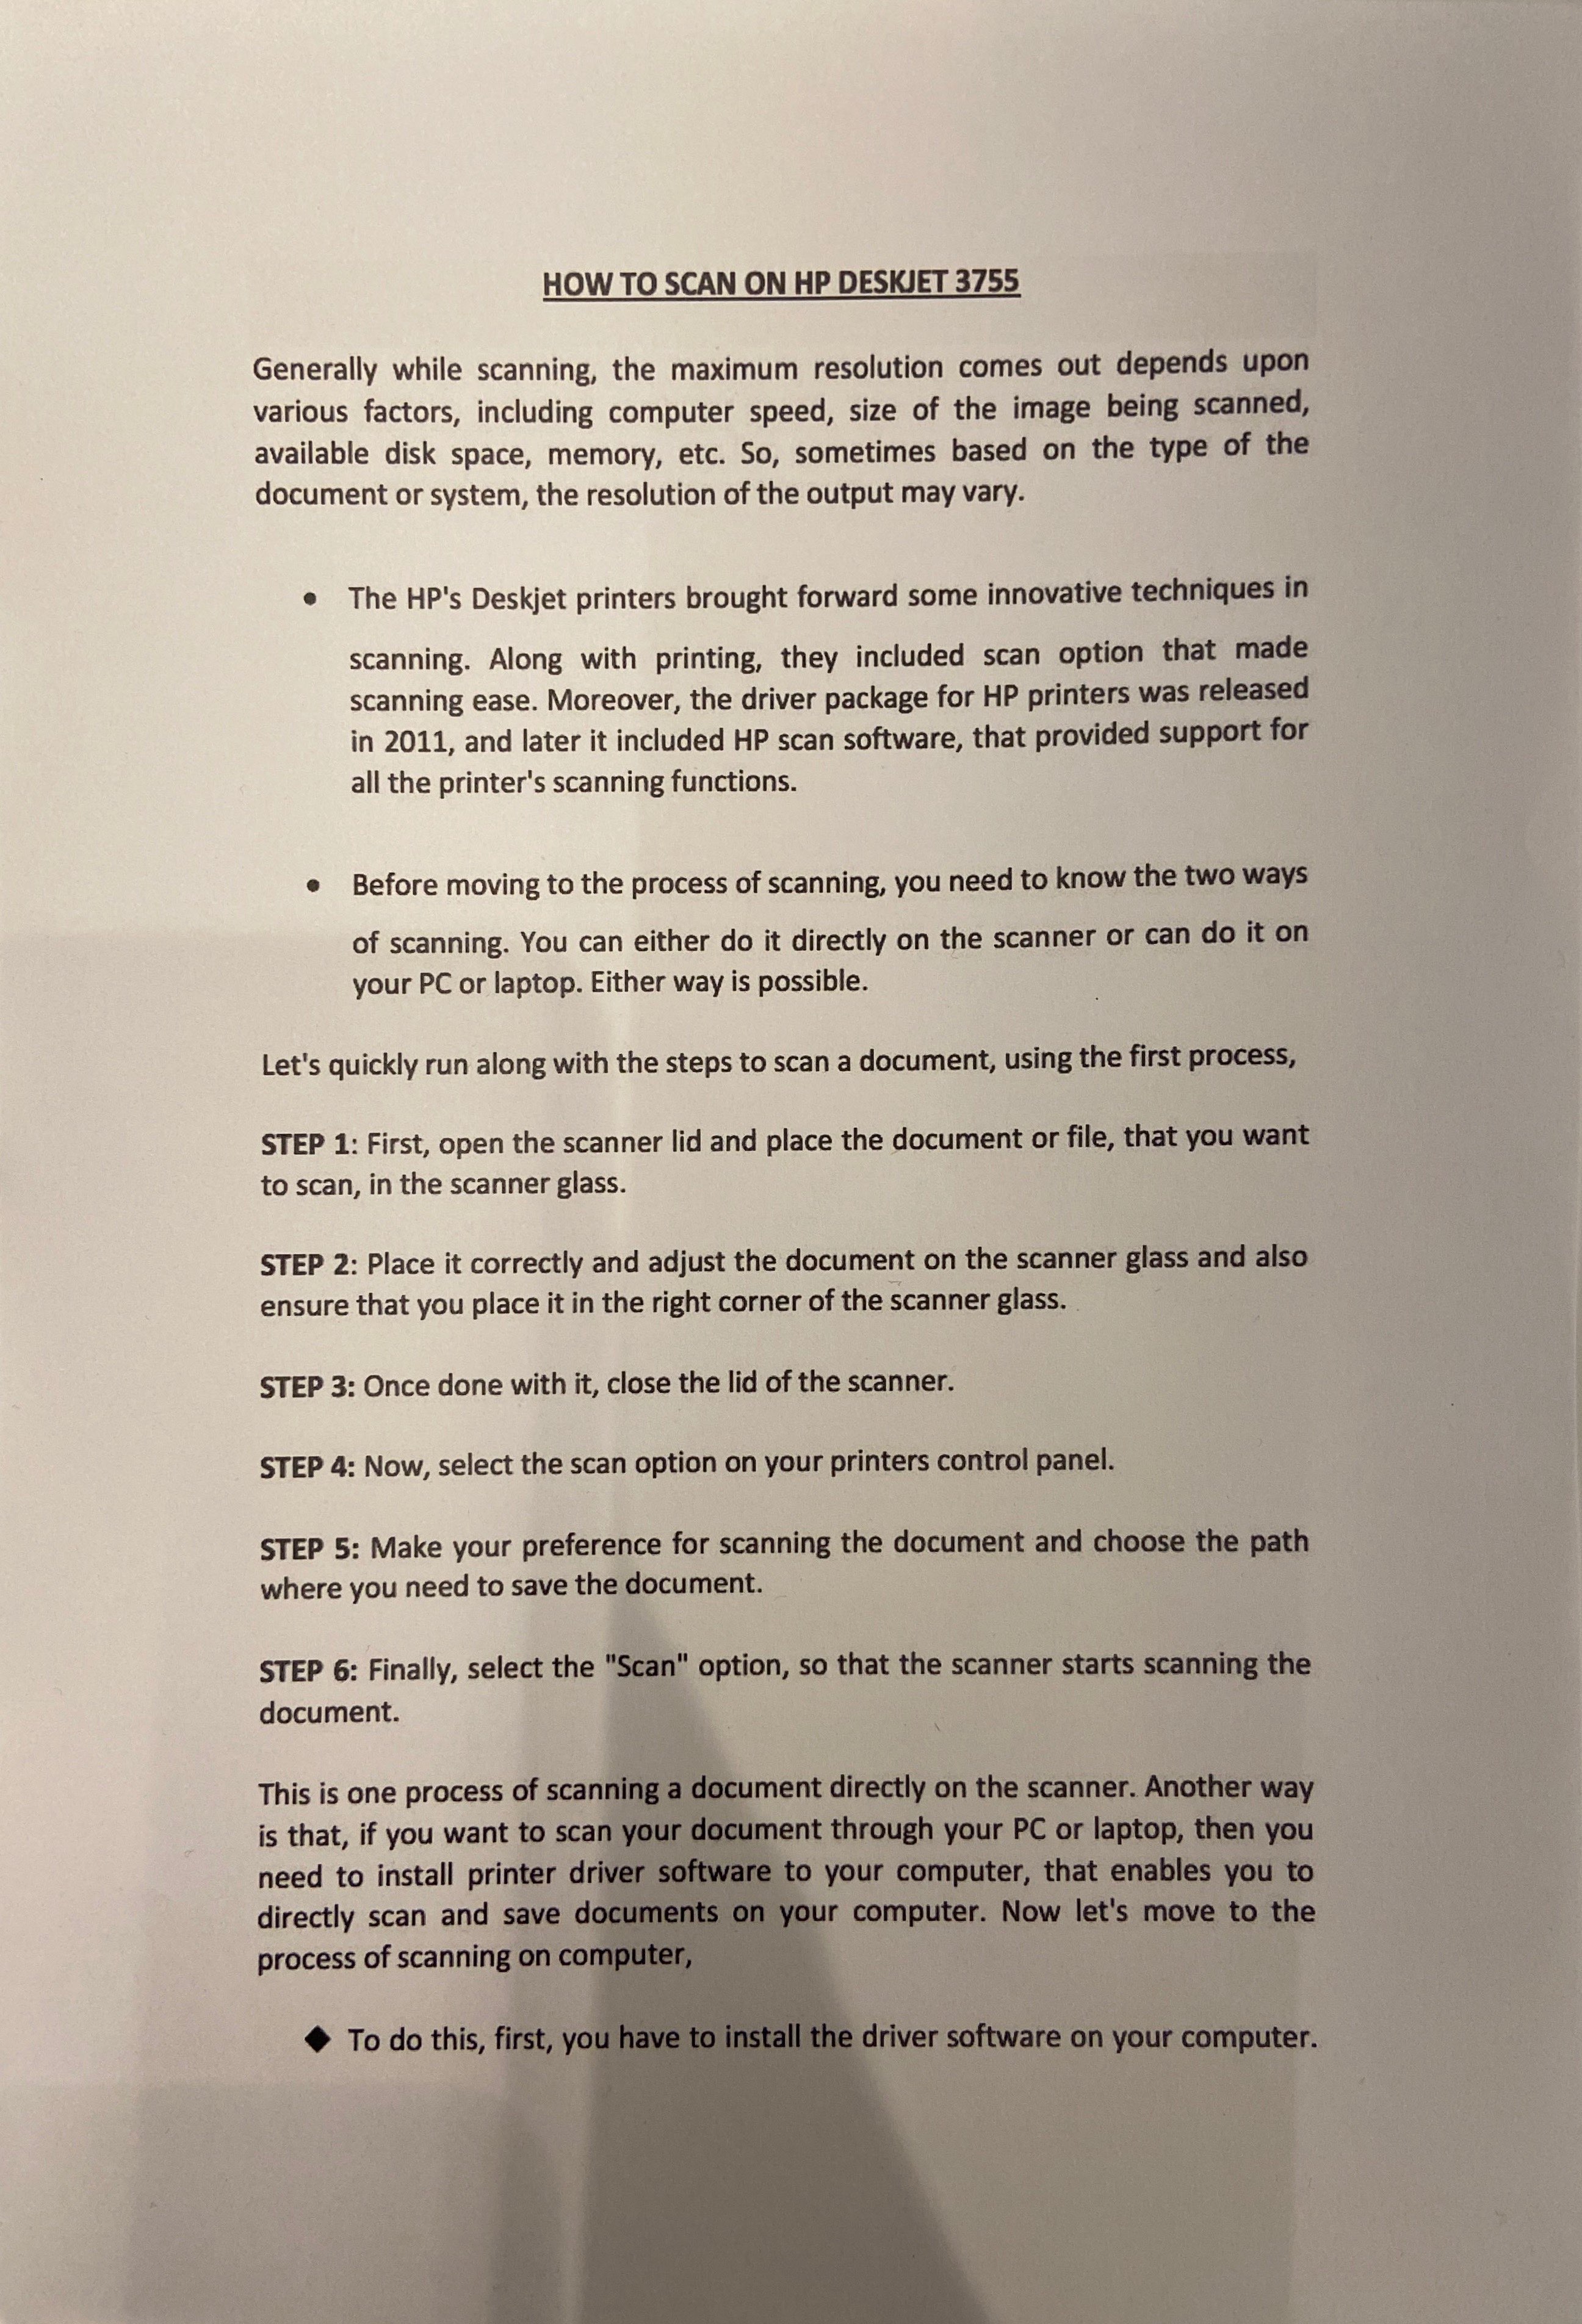 HOW TO SCAN ON HP DESKJET 3755
Generally while scanning, the maximum resolution comes out depends upon
various factors, including computer speed, size of the image being scanned,
available disk space, memory, etc. So, sometimes based on the type of the
document or system, the resolution of the output may vary.
• The HP's Deskjet printers brought forward some innovative techniques in
scanning. Along with printing, they included scan option that made
scanning ease. Moreover, the driver package for HP printers was released
in 2011, and later it included HP scan software, that provided support for
all the printer's scanning functions.
• Before moving to the process of scanning, you need to know the two ways
of scanning. You can either do it directly on the scanner or can do it on
your PC or laptop. Either way is possible.
Let's quickly run along with the steps to scan a document, using the first process,
STEP 1: First, open the scanner lid and place the document or file, that you want
to scan, in the scanner glass.
STEP 2: Place it correctly and adjust the document on the scanner glass and also
ensure that you place it in the right corner of the scanner glass.
STEP 3: Once done with it, close the lid of the scanner.
STEP 4: Now, select the scan option on your printers control panel.
STEP 5: Make your preference for scanning the document and choose the path
where you need to save the document.
STEP 6: Finally, select the "Scan" option, so that the scanner starts scanning the
document.
This is one process of scanning a document directly on the scanner. Another way
is that, if you want to scan your document through your PC or laptop, then you
need to install printer driver software to your computer, that enables you to
directly scan and save documents on your computer. Now let's move to the
process of scanning on computer,
◆ To do this, first, you have to install the driver software on your computer.